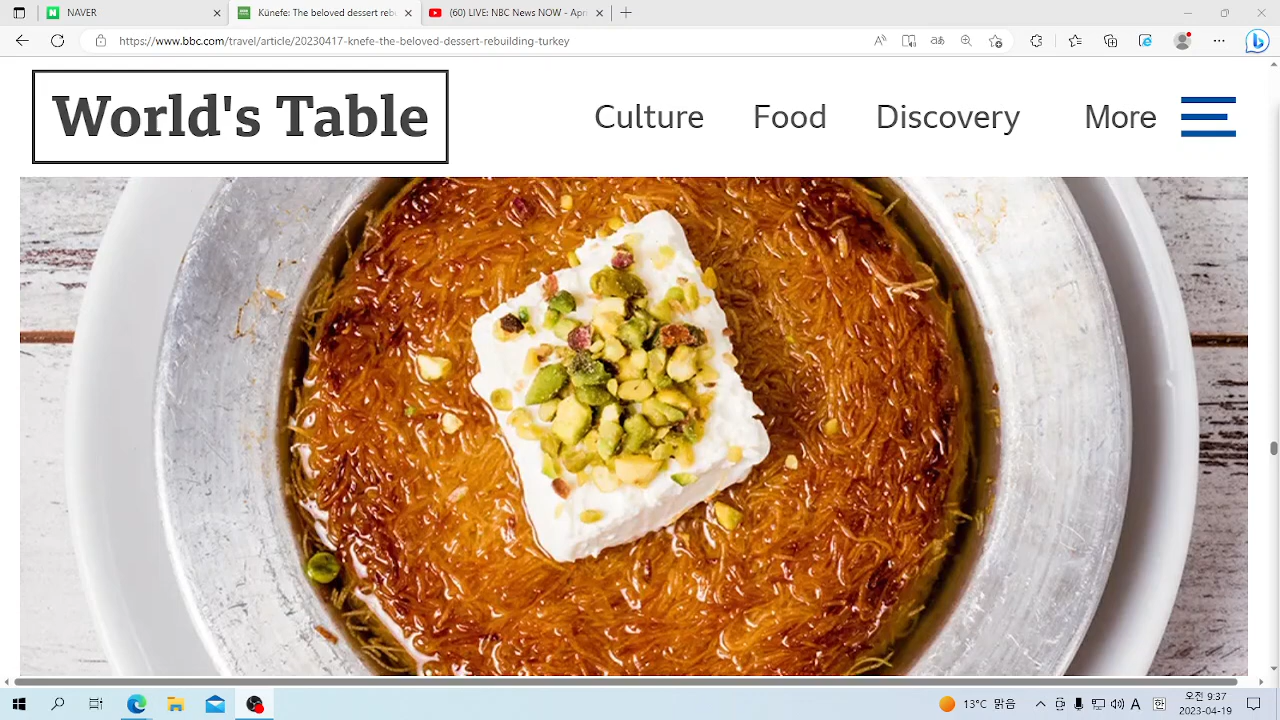 NAVER
Künefe: The beloved dessert reb
(60) LIVE: NBC News NOW - Apri
https://www.bbc.com/travel/article/20230417-knefe-the-beloved-dessert-rebuilding-turkey
World's Table
Culture
Food
Discovery
More
13°C 맑음
A
오전 9:37
2023-04-19